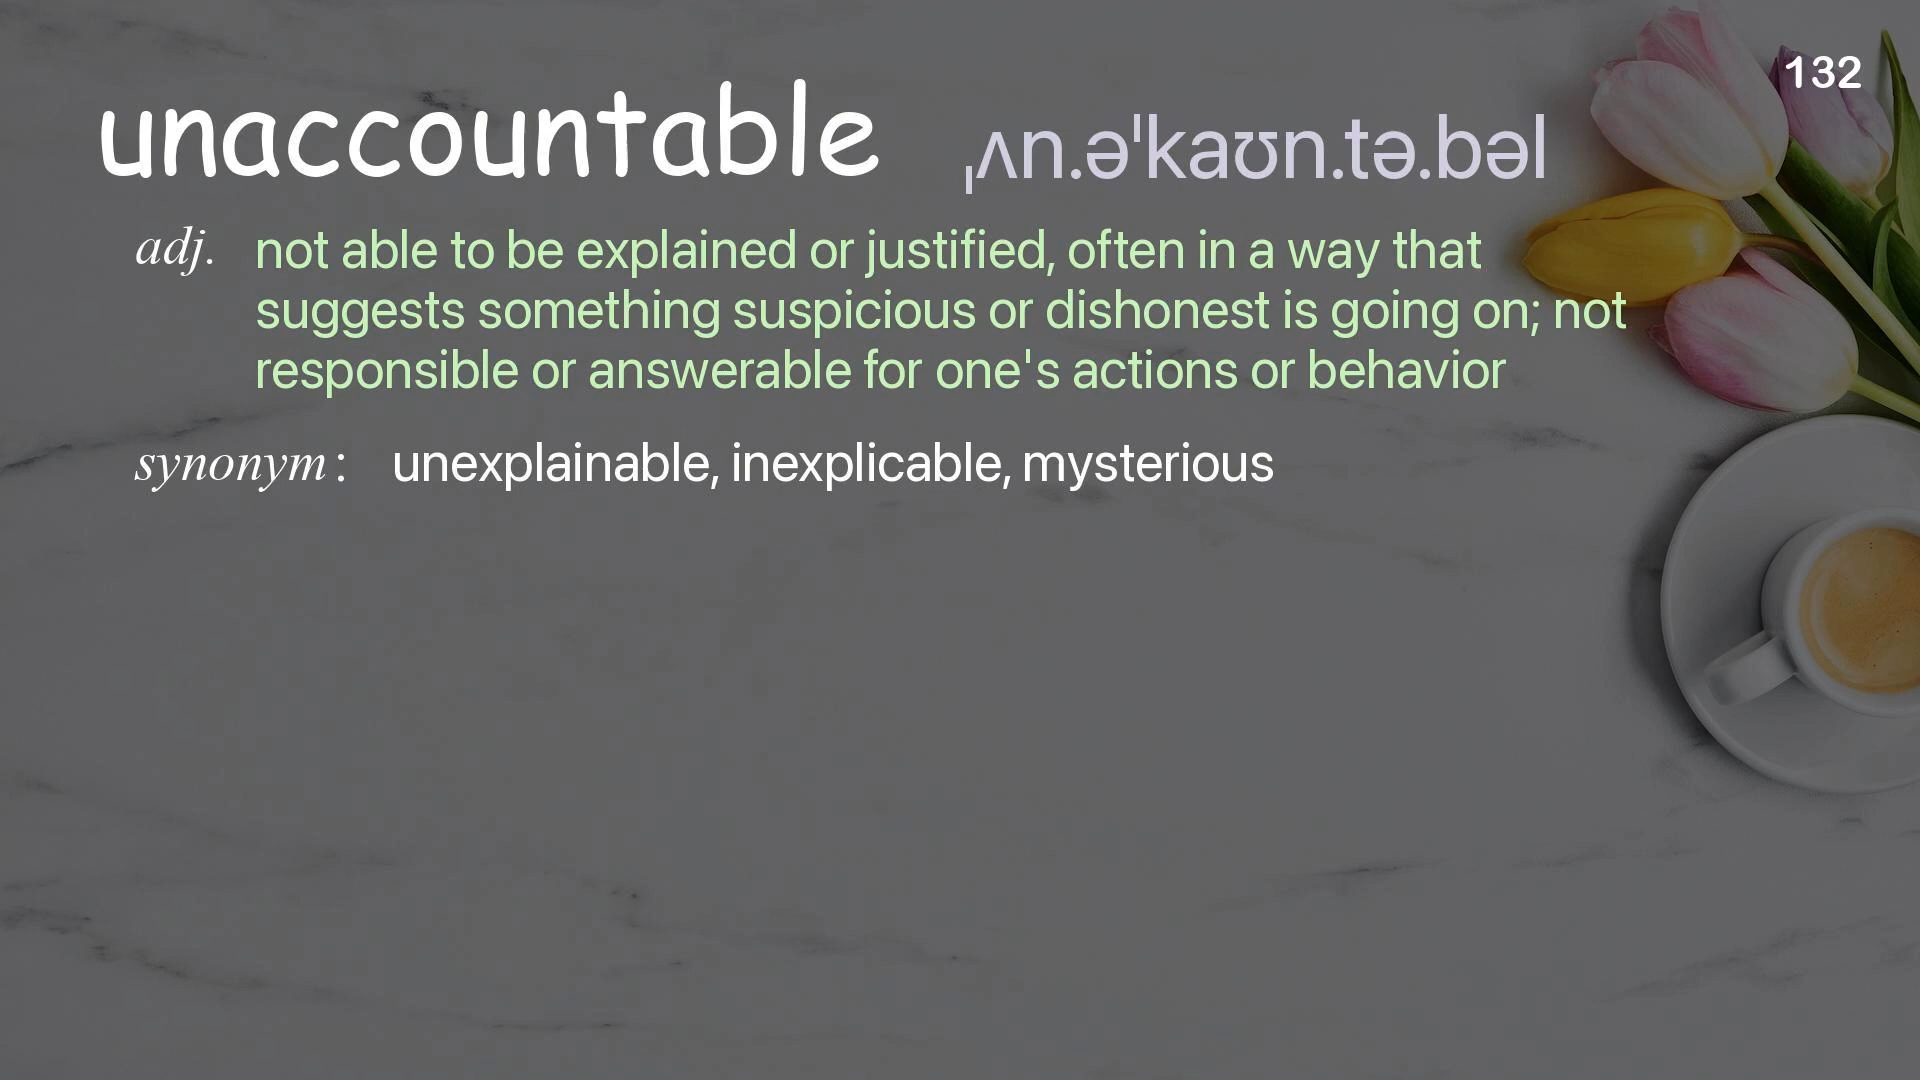 132
unaccountable ˌʌn.əˈkaʊn.tə.bəl
adj. not able to be explained or justified, often in a way that
suggests something suspicious or dishonest is going on; not
responsible or answerable for one's actions or behavior
synonym: unexplainable, inexplicable, mysterious